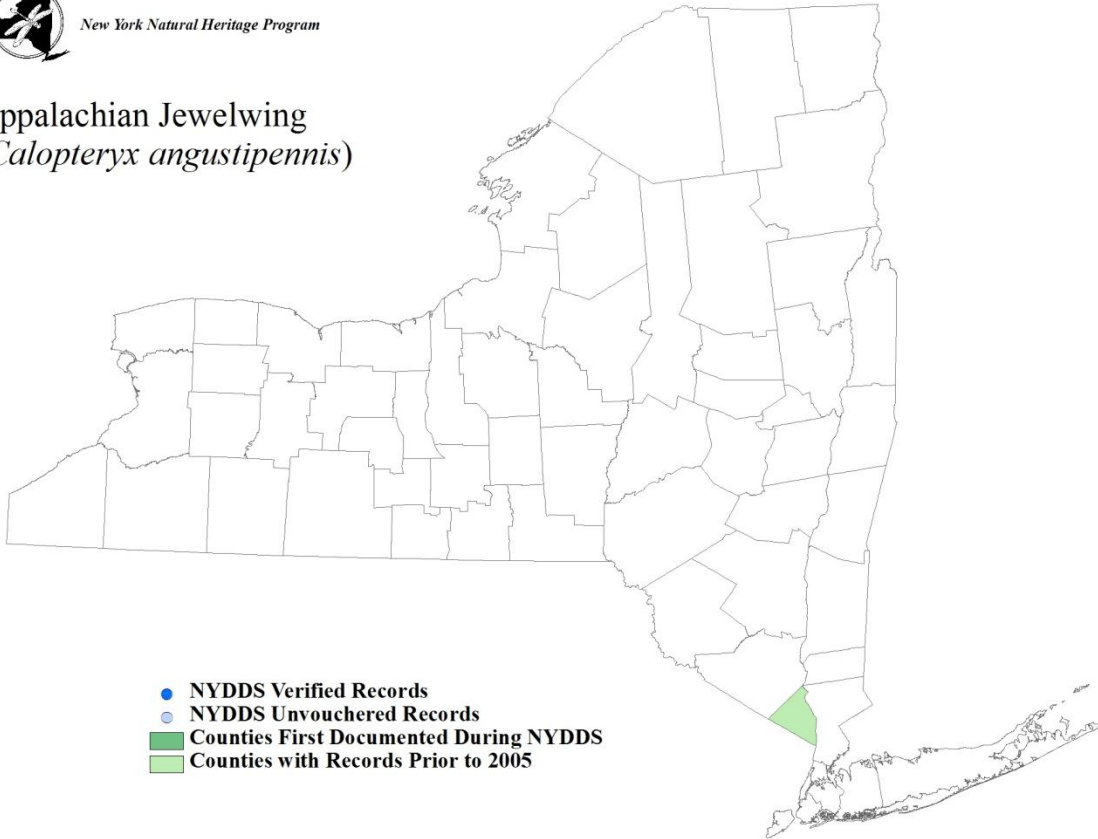 New York Natural Heritage Program
ppalachian Jewelwing
Calopteryx angustipennis)
NYDDS Verified Records
NYDDS Unvouchered Records
Counties First Documented During NYDDS
Counties with Records Prior to 2005